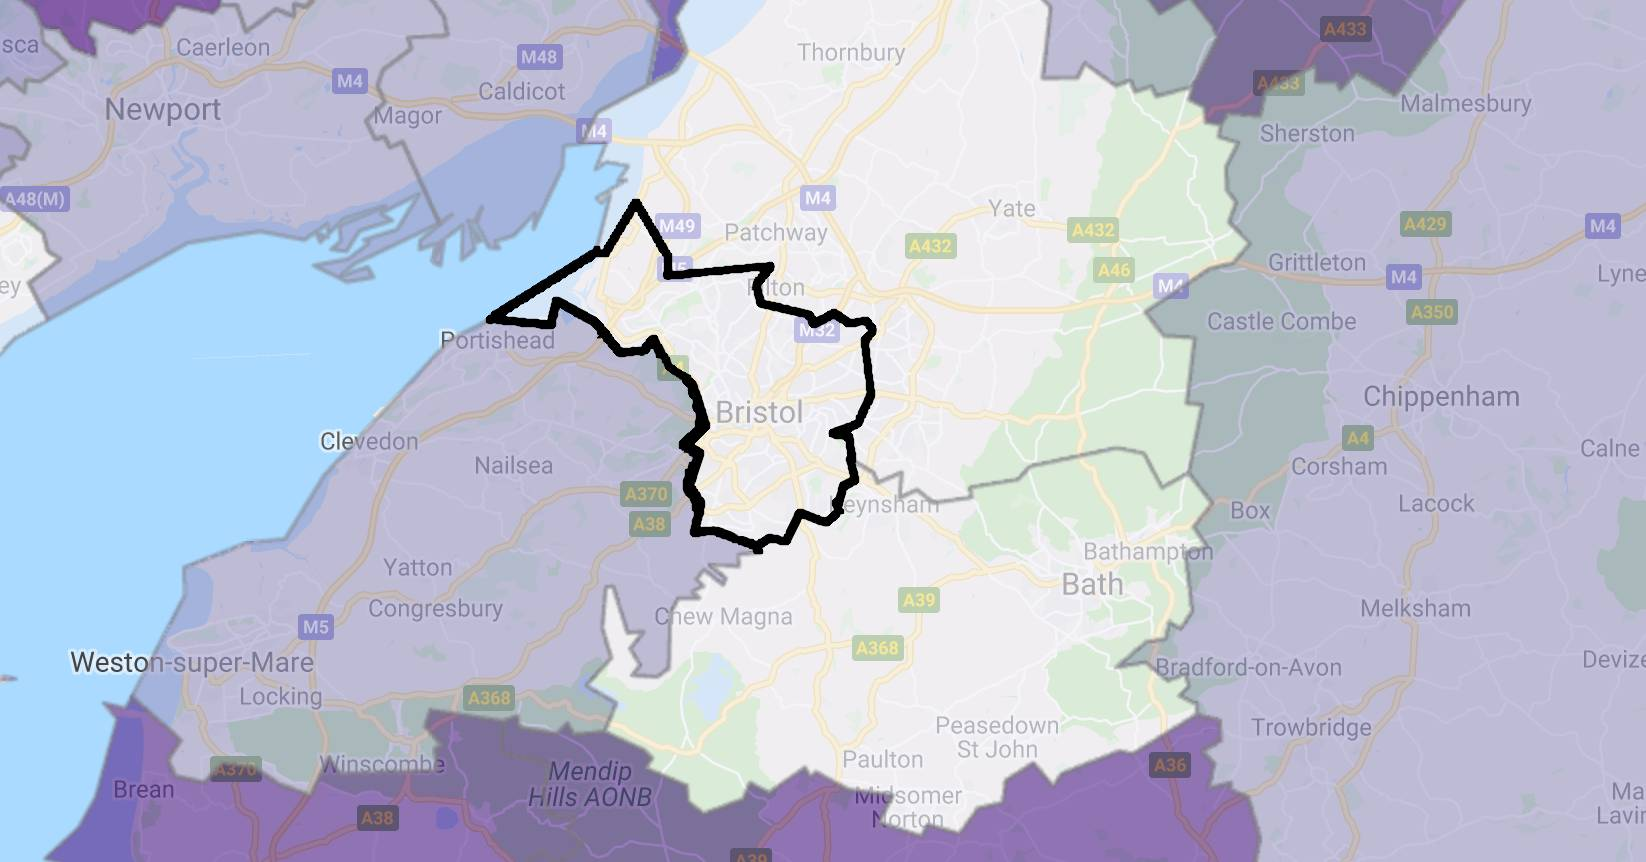 A433
Thornbury
sca
Caerleon
M48
M4
Caldicot
A433
Malmesbury
Newport
Magor
M4
Sherston
A48(M)
M4
Yate
M49
Patchway
A432
A432
A429
M4
A46
Grittleton
M4
M4
Lyne
ey
ilton
A350
Castle Combe
M32
Portishead
Chippenham
Bristol
Clevedon
A4
Calne
Nailsea
Corsham
A370
eynsham
Lacock
Box
A38
Bathampton
Yatton
Bath
A39
Congresbury
Melksham
Chew Magna
M5
A368
Weston-super-Mare
Bradford-on-Avon
Devize
Locking
A368
Peasedown
St John
Trowbridge
Paulton
Winscombe
A370
A36
Mendip
Hills AONB
Brean
Midsomer
Norton
Ma
Lavir
A38
A39